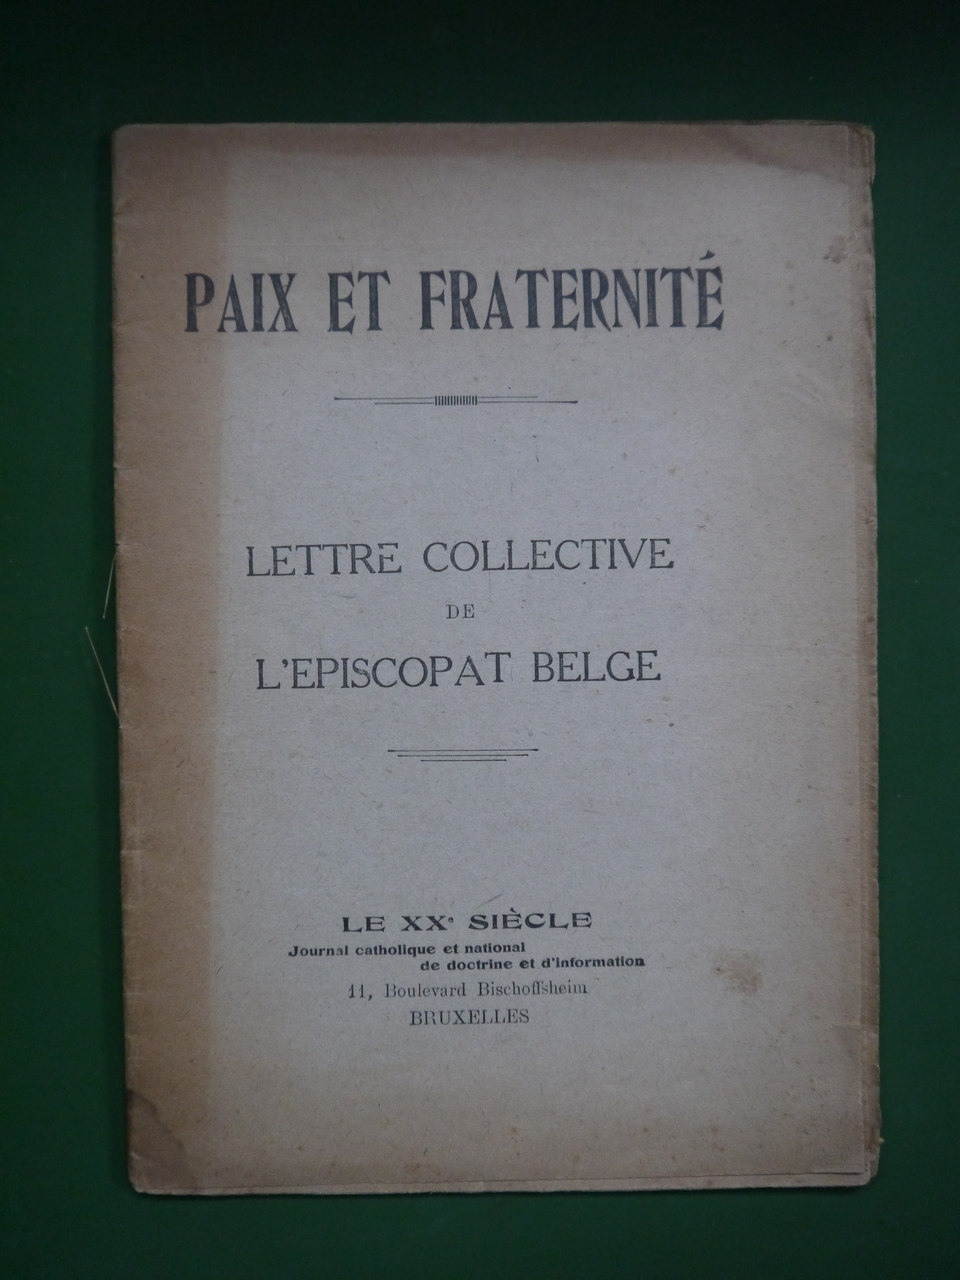 PAIX ET FRATERNITÉ
LETTRE COLLECTIVE
DE
L'EPISCOPAT BELGE
LE XXe SIÈCLE
Journal catholique et national
de doctrine et d'information
11, Boulevard Bischoffsheim
BRUXELLES